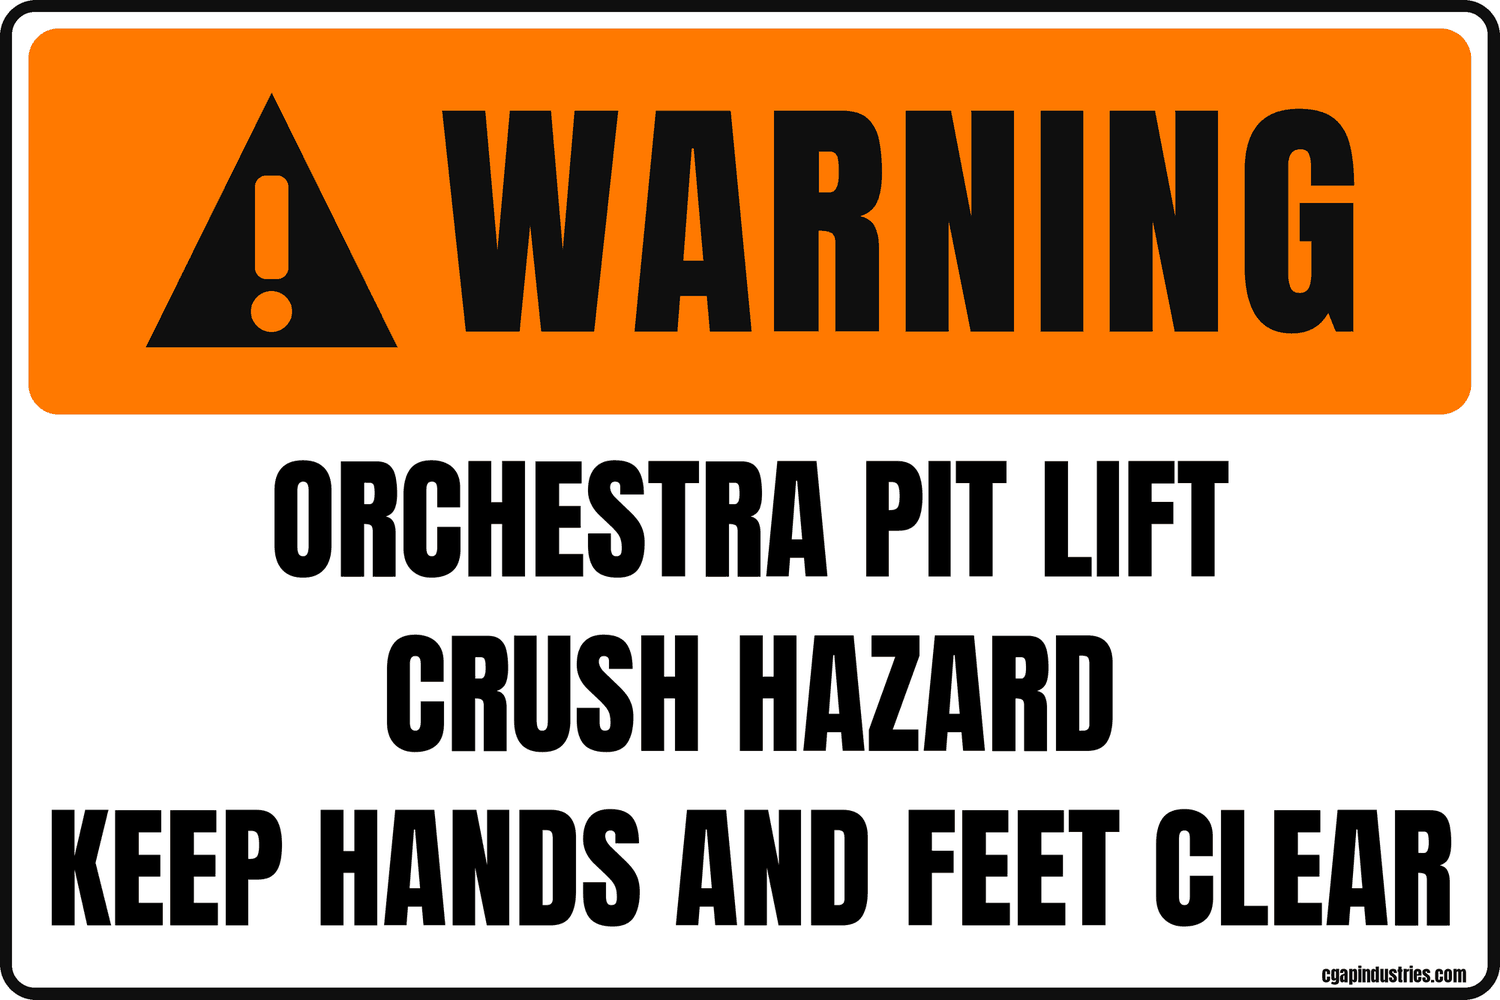 WARNING
ORCHESTRA PIT LIFT
CRUSH HAZARD
KEEP HANDS AND FEET CLEAR
cgapindustries.com